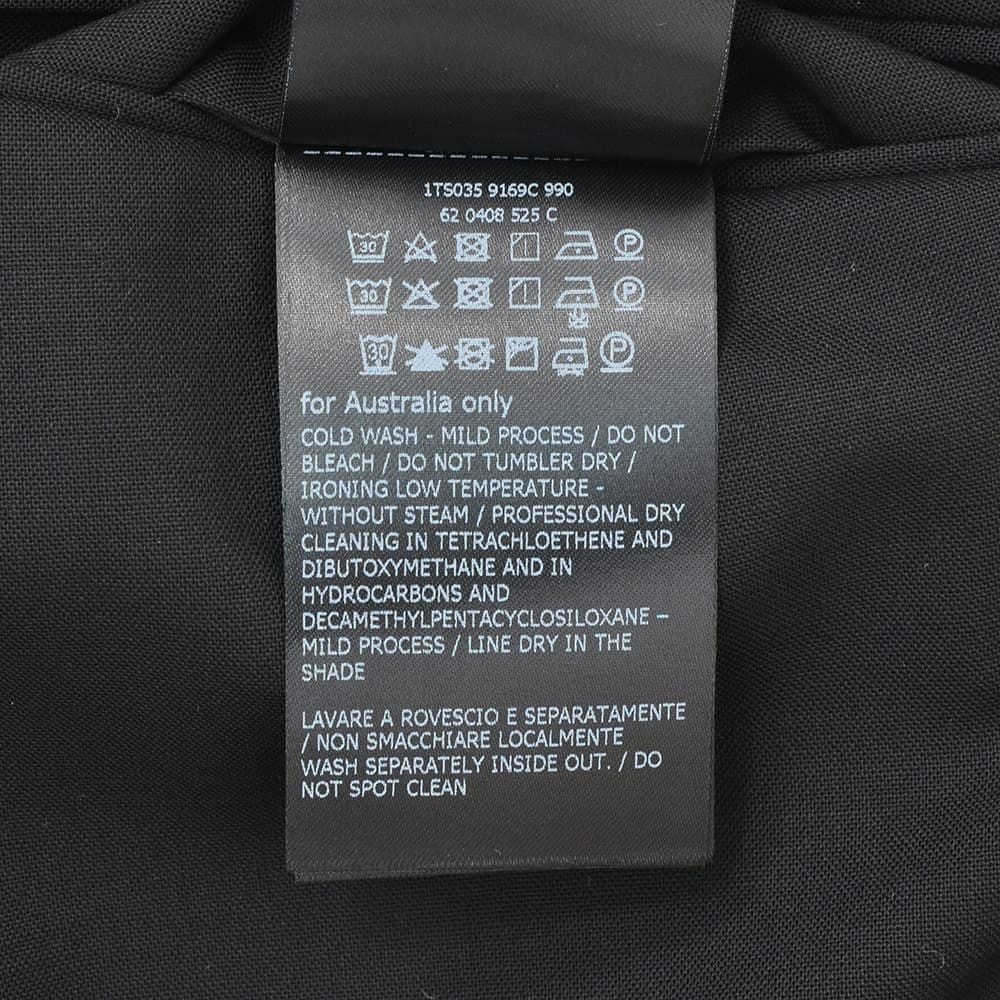 1TS035 9169C 990
62 0408 525 C
30 P
30 P
30 P
for Australia only
COLD WASH - MILD PROCESS / DO NOT
BLEACH / DO NOT TUMBLER DRY /
IRONING LOW TEMPERATURE -
WITHOUT STEAM / PROFESSIONAL DRY
CLEANING IN TETRACHLOETHENE AND
DIBUTOXYMETHANE AND IN
HYDROCARBONS AND
DECAMETHYLPENTACYCLOSILOXANE –
MILD PROCESS / LINE DRY IN THE
SHADE
LAVARE A ROVESCIO E SEPARATAMENTE
/ NON SMACCHIARE LOCALMENTE
WASH SEPARATELY INSIDE OUT. / DO
NOT SPOT CLEAN